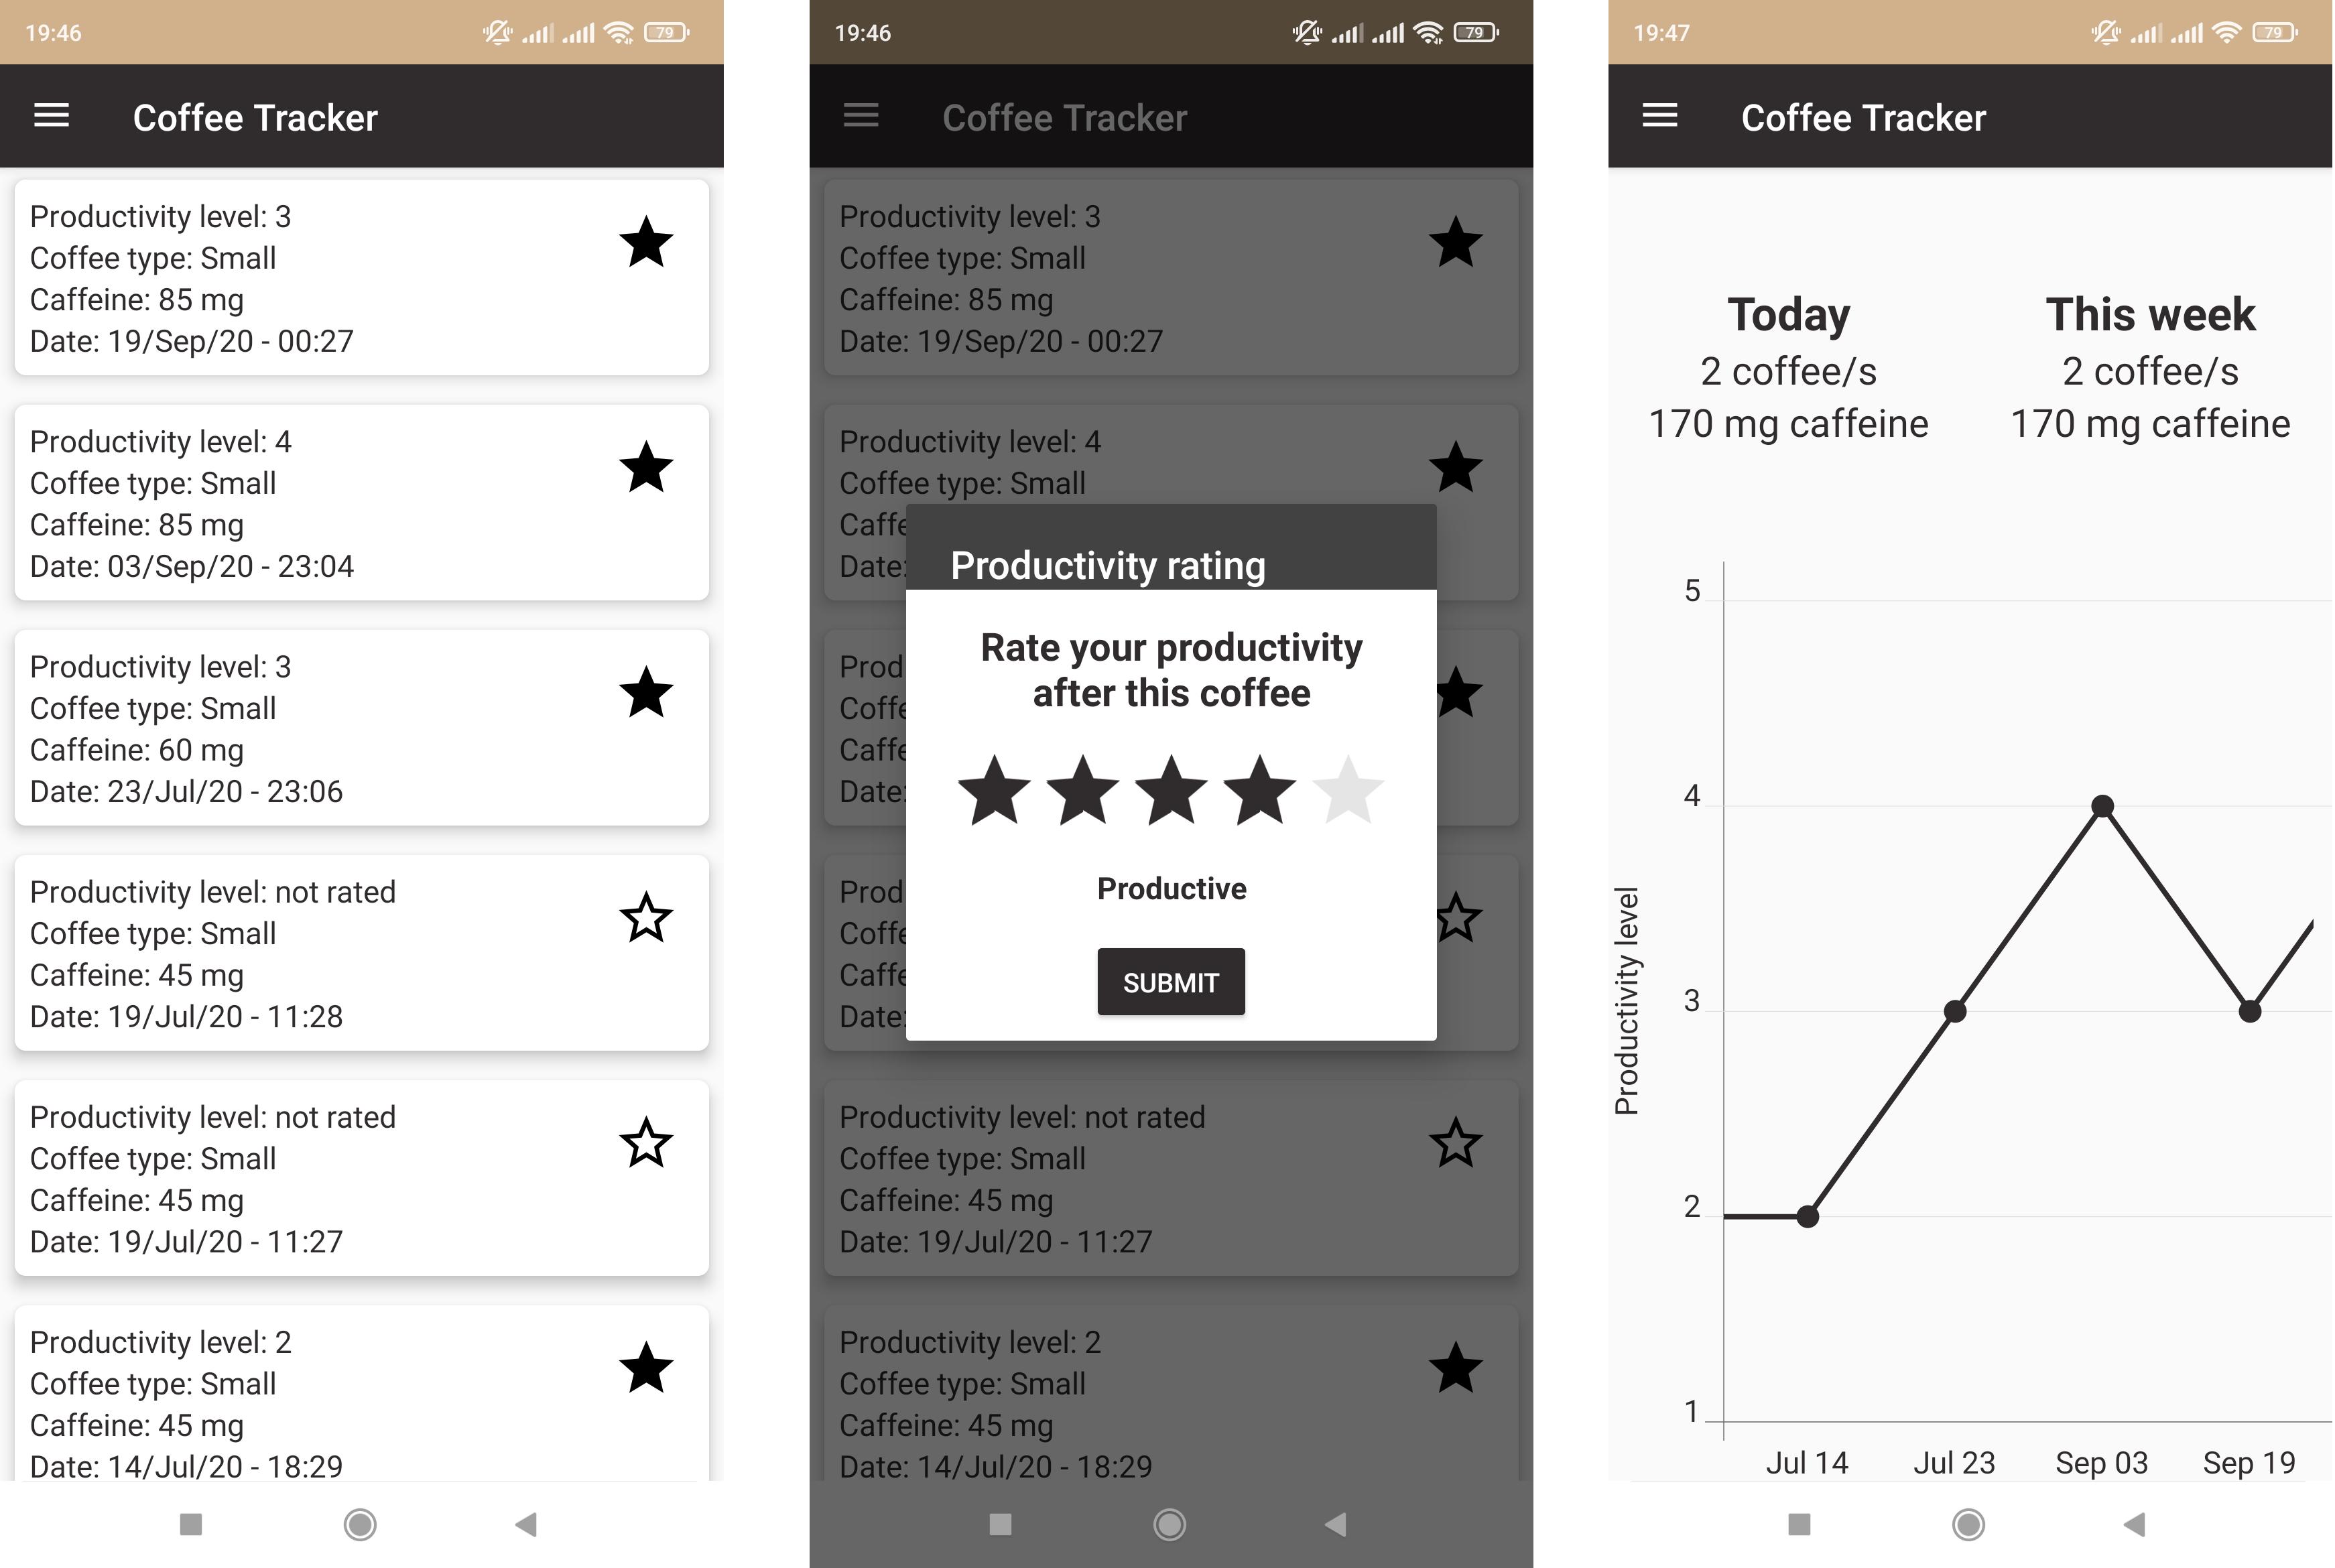 19:46
79
Coffee Tracker
Productivity level: 3
Coffee type: Small
Caffeine: 85 mg
Date: 19/Sep/20 - 00:27
Productivity level: 4
Coffee type: Small
Caffeine: 85 mg
Date: 03/Sep/20 - 23:04
Productivity level: 3
Coffee type: Small
Caffeine: 60 mg
Date: 23/Jul/20 - 23:06
Productivity level: not rated
Coffee type: Small
Caffeine: 45 mg
Date: 19/Jul/20 - 11:28
Productivity level: not rated
Coffee type: Small
Caffeine: 45 mg
Date: 19/Jul/20 - 11:27
Productivity level: 2
Coffee type: Small
Caffeine: 45 mg
Date: 14/Jul/20 - 18:29
19:46
79
Coffee Tracker
Productivity level: 3
Coffee type: Small
Caffeine: 85 mg
Date: 19/Sep/20 - 00:27
Productivity level: 4
Coffee type: Small
Caffe
Date:
Prod
Coffe
Caffe
Date:
Prod
Coffe
Caffe
Date:
Productivity rating
Rate your productivity
after this coffee
Productive
SUBMIT
Productivity level: not rated
Coffee type: Small
Caffeine: 45 mg
Date: 19/Jul/20 - 11:27
Productivity level: 2
Coffee type: Small
Caffeine: 45 mg
Date: 14/Jul/20 - 18:29
19:47
79
Coffee Tracker
Today
2 coffee/s
170 mg caffeine
This week
2 coffee/s
170 mg caffeine
Productivity level
5
4
3
2
1
Jul 14
Jul 23
Sep 03
Sep 19